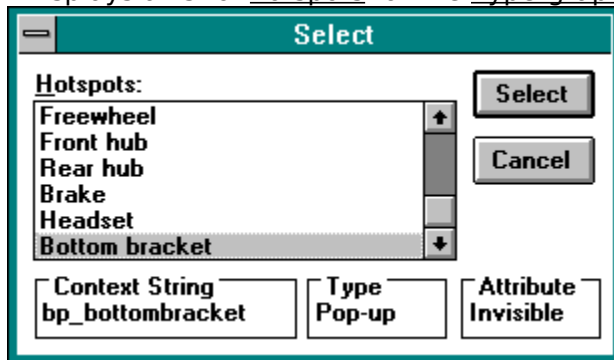 Select
Hotspots:
Select
Freewheel
Front hub
Rear hub
Cancel
Brake
Headset
Bottom bracket
Context String
Type
Attribute
bp_bottombracket
Pop-up
Invisible